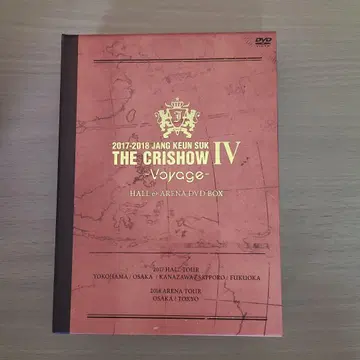 DVD
2017-2018 JANG KEUN SUK
THE CRISHOW IV
-Voyage-
HALL & ARENA DVD BOX
2017 HALL TOUR
YOKOHAMA / OSAKA / KANAZAWA / SAPPORO / FUKUOKA
2018 ARENA TOUR
OSAKA / TOKYO